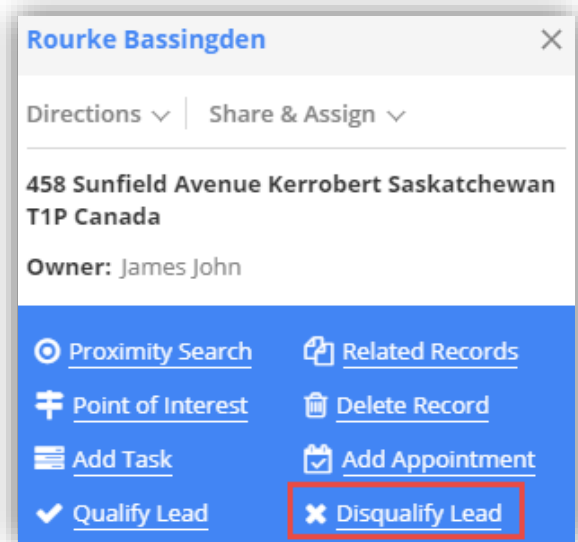 Rourke Bassingden
Directions Share & Assign
458 Sunfield Avenue Kerrobert Saskatchewan
T1P Canada
Owner: James John
Proximity Search Related Records
Point of Interest Delete Record
Add Task Add Appointment
Qualify Lead Disqualify Lead